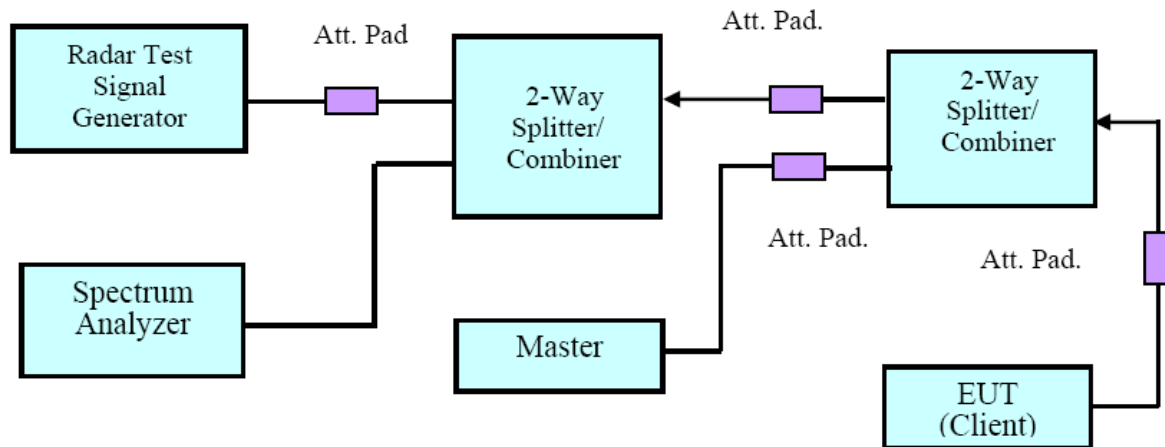 Att. Pad
Att. Pad.
Radar Test
Signal
Generator
2-Way
Splitter/
Combiner
2-Way
Splitter/
Combiner
Att. Pad.
Att. Pad.
Spectrum
Analyzer
Master
EUT
(Client)